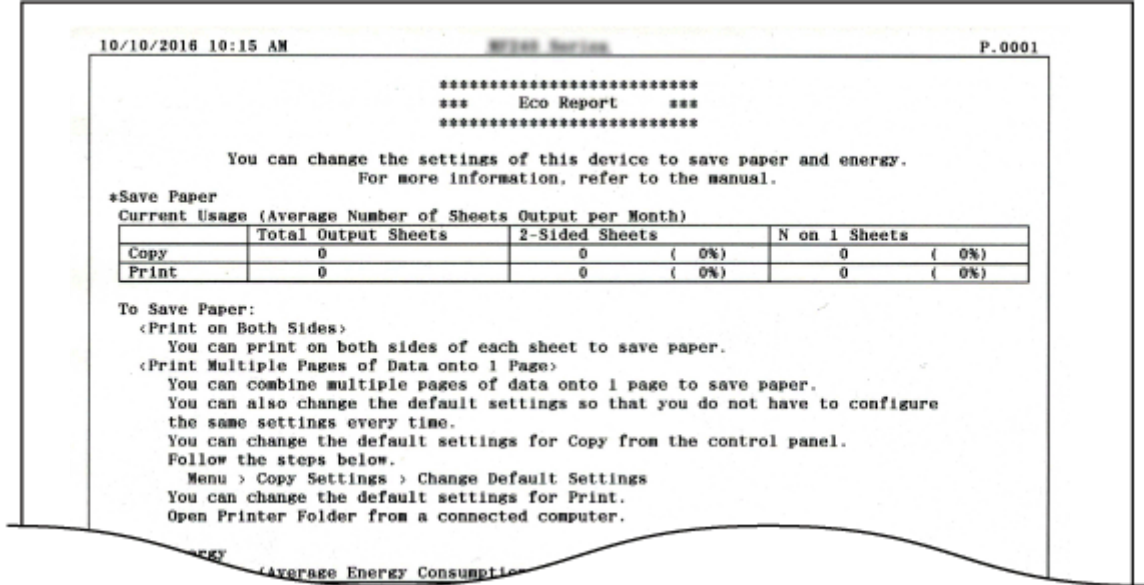 10/10/2016 10:15 AM P.0001
***************************
*** Eco Report ***
***************************
You can change the settings of this device to save paper and energy.
For more information, refer to the manual.
*Save Paper
Current Usage (Average Number of Sheets Output per Month)
Total Output Sheets 2-Sided Sheets N on 1 Sheets
Copy 0 0 ( 0%) 0 ( 0%)
Print 0 0 ( 0%) 0 ( 0%)
To Save Paper:
<Print on Both Sides>
You can print on both sides of each sheet to save paper.
<Print Multiple Pages of Data onto 1 Page>
You can combine multiple pages of data onto 1 page to save paper.
You can also change the default settings so that you do not have to configure
the same settings every time.
You can change the default settings for Copy from the control panel.
Follow the steps below.
Menu > Copy Settings > Change Default Settings
You can change the default settings for Print.
Open Printer Folder from a connected computer.
(Average Energy